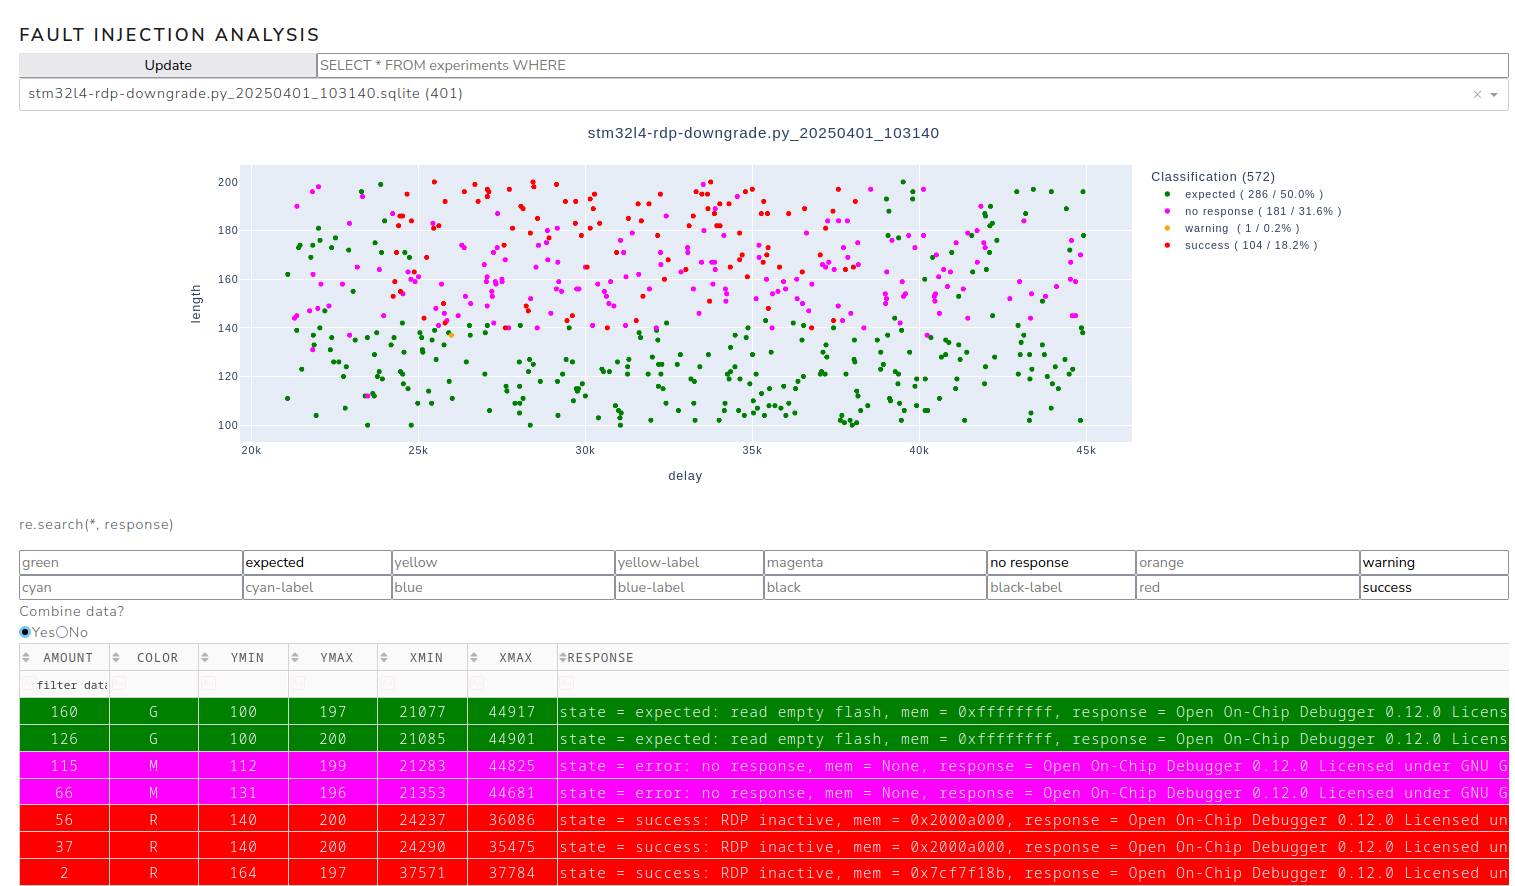 FAULT INJECTION ANALYSIS
Update SELECT * FROM experiments WHERE
stm32l4-rdp-downgrade.py_20250401_103140.sqlite (401) ×
stm32l4-rdp-downgrade.py_20250401_103140
Classification (572)
expected ( 286 / 50.0% )
no response ( 181 / 31.6% )
warning ( 1 / 0.2% )
success ( 104 / 18.2% )
length
200
180
160
140
120
100
20k 25k 30k 35k 40k 45k
delay
re.search(*, response)
green expected yellow yellow-label magenta no response orange warning
cyan cyan-label blue blue-label black black-label red success
Combine data?
Yes No
AMOUNT COLOR YMIN YMAX XMIN XMAX RESPONSE
filter data
160 G 100 197 21077 44917 state = expected: read empty flash, mem = 0xffffffff, response = Open On-Chip Debugger 0.12.0 Licens
126 G 100 200 21085 44901 state = expected: read empty flash, mem = 0xffffffff, response = Open On-Chip Debugger 0.12.0 Licens
115 M 112 199 21283 44825 state = error: no response, mem = None, response = Open On-Chip Debugger 0.12.0 Licensed under GNU G
66 M 131 196 21353 44681 state = error: no response, mem = None, response = Open On-Chip Debugger 0.12.0 Licensed under GNU G
56 R 140 200 24237 36086 state = success: RDP inactive, mem = 0x2000a000, response = Open On-Chip Debugger 0.12.0 Licensed un
37 R 140 200 24290 35475 state = success: RDP inactive, mem = 0x2000a000, response = Open On-Chip Debugger 0.12.0 Licensed un
2 R 164 197 37571 37784 state = success: RDP inactive, mem = 0x7cf7f18b, response = Open On-Chip Debugger 0.12.0 Licensed un